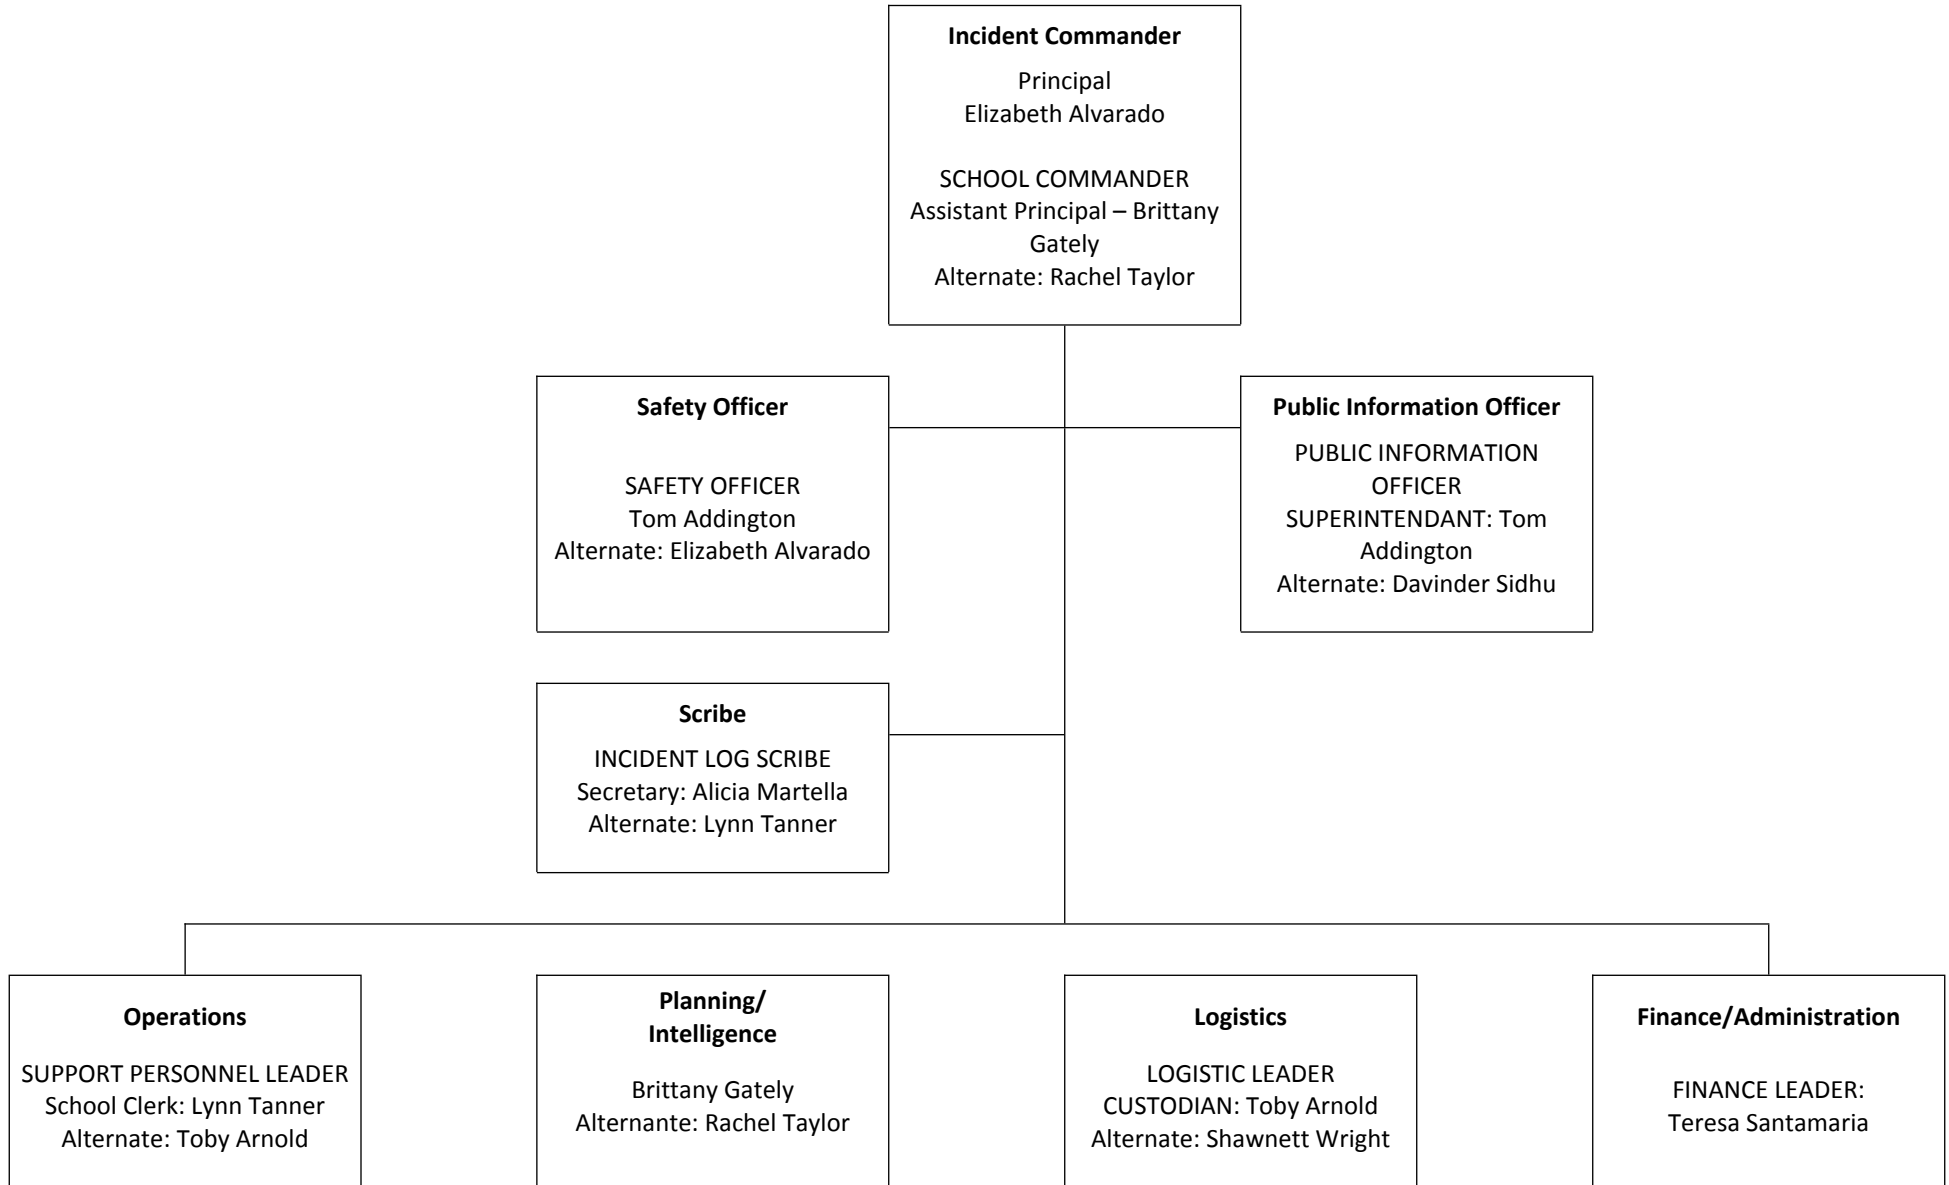 Incident Commander
Principal
Elizabeth Alvarado
SCHOOL COMMANDER
Assistant Principal – Brittany
Gately
Alternate: Rachel Taylor
Safety Officer
SAFETY OFFICER
Tom Addington
Alternate: Elizabeth Alvarado
Public Information Officer
PUBLIC INFORMATION
OFFICER
SUPERINTENDANT: Tom
Addington
Alternate: Davinder Sidhu
Scribe
INCIDENT LOG SCRIBE
Secretary: Alicia Martella
Alternate: Lynn Tanner
Operations
SUPPORT PERSONNEL LEADER
School Clerk: Lynn Tanner
Alternate: Toby Arnold
Planning/
Intelligence
Brittany Gately
Alternante: Rachel Taylor
Logistics
LOGISTIC LEADER
CUSTODIAN: Toby Arnold
Alternate: Shawnett Wright
Finance/Administration
FINANCE LEADER:
Teresa Santamaria